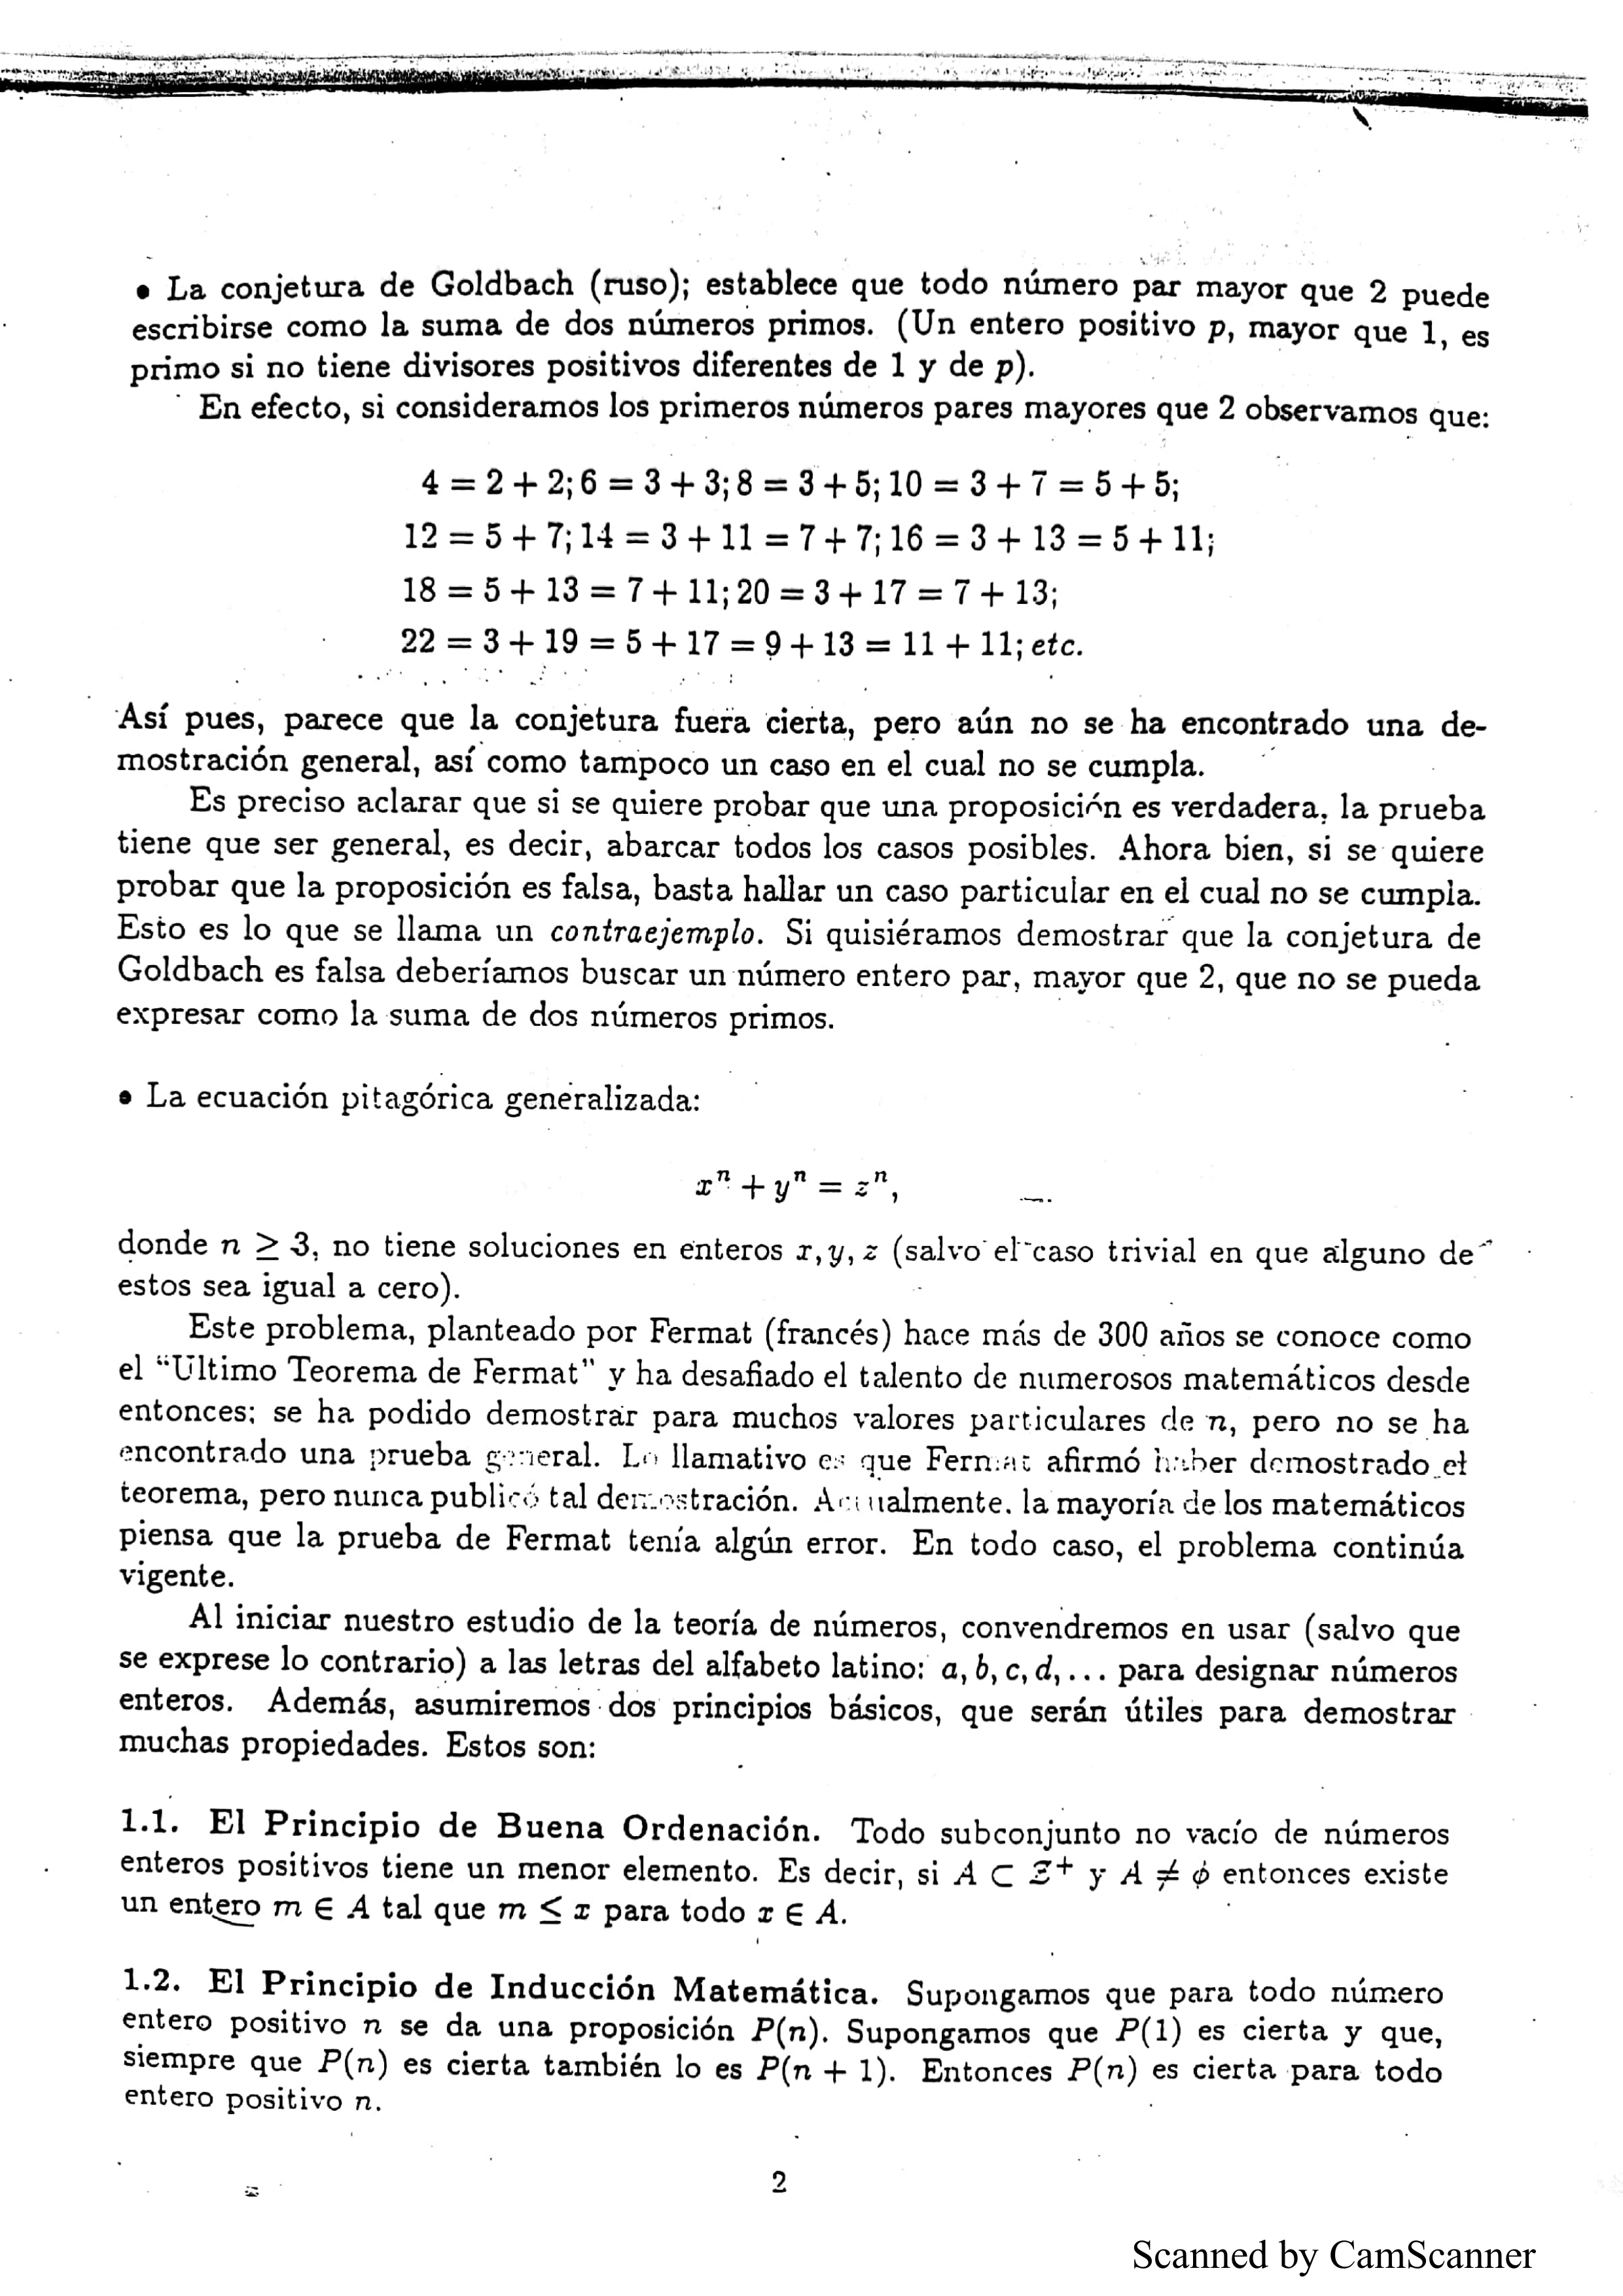 • La conjetura de Goldbach (ruso); establece que todo número par mayor que 2 puede
escribirse como la suma de dos números primos. (Un entero positivo p, mayor que 1, es
primo si no tiene divisores positivos diferentes de 1 y de p).
En efecto, si consideramos los primeros números pares mayores que 2 observamos que:
4 = 2 + 2; 6 = 3 + 3; 8 = 3 + 5; 10 = 3 + 7 = 5 + 5;
12 = 5 + 7; 14 = 3 + 11 = 7 + 7; 16 = 3 + 13 = 5 + 11;
18 = 5 + 13 = 7 + 11; 20 = 3 + 17 = 7 + 13;
22 = 3 + 19 = 5 + 17 = 9 + 13 = 11 + 11; etc.
Así pues, parece que la conjetura fuera cierta, pero aún no se ha encontrado una de-
mostración general, así como tampoco un caso en el cual no se cumpla.
Es preciso aclarar que si se quiere probar que una proposición es verdadera, la prueba
tiene que ser general, es decir, abarcar todos los casos posibles. Ahora bien, si se quiere
probar que la proposición es falsa, basta hallar un caso particular en el cual no se cumpla.
Esto es lo que se llama un contraejemplo. Si quisiéramos demostrar que la conjetura de
Goldbach es falsa deberíamos buscar un número entero par, mayor que 2, que no se pueda
expresar como la suma de dos números primos.
• La ecuación pitagórica generalizada:
xⁿ + yⁿ = zⁿ,
donde n ≥ 3, no tiene soluciones en enteros x, y, z (salvo el caso trivial en que alguno de
estos sea igual a cero).
Este problema, planteado por Fermat (francés) hace más de 300 años se conoce como
el "Ultimo Teorema de Fermat" y ha desafiado el talento de numerosos matemáticos desde
entonces; se ha podido demostrar para muchos valores particulares de n, pero no se ha
encontrado una prueba general. Lo llamativo es que Fermat afirmó haber demostrado el
teorema, pero nunca publicó tal demostración. Actualmente, la mayoría de los matemáticos
piensa que la prueba de Fermat tenía algún error. En todo caso, el problema continúa
vigente.
Al iniciar nuestro estudio de la teoría de números, convendremos en usar (salvo que
se exprese lo contrario) a las letras del alfabeto latino: a, b, c, d, ... para designar números
enteros. Además, asumiremos dos principios básicos, que serán útiles para demostrar
muchas propiedades. Estos son:
1.1. El Principio de Buena Ordenación. Todo subconjunto no vacío de números
enteros positivos tiene un menor elemento. Es decir, si A ⊂ Z⁺ y A ≠ ϕ entonces existe
un entero m ∈ A tal que m ≤ x para todo x ∈ A.
1.2. El Principio de Inducción Matemática. Supongamos que para todo número
entero positivo n se da una proposición P(n). Supongamos que P(1) es cierta y que,
siempre que P(n) es cierta también lo es P(n + 1). Entonces P(n) es cierta para todo
entero positivo n.
2
Scanned by CamScanner